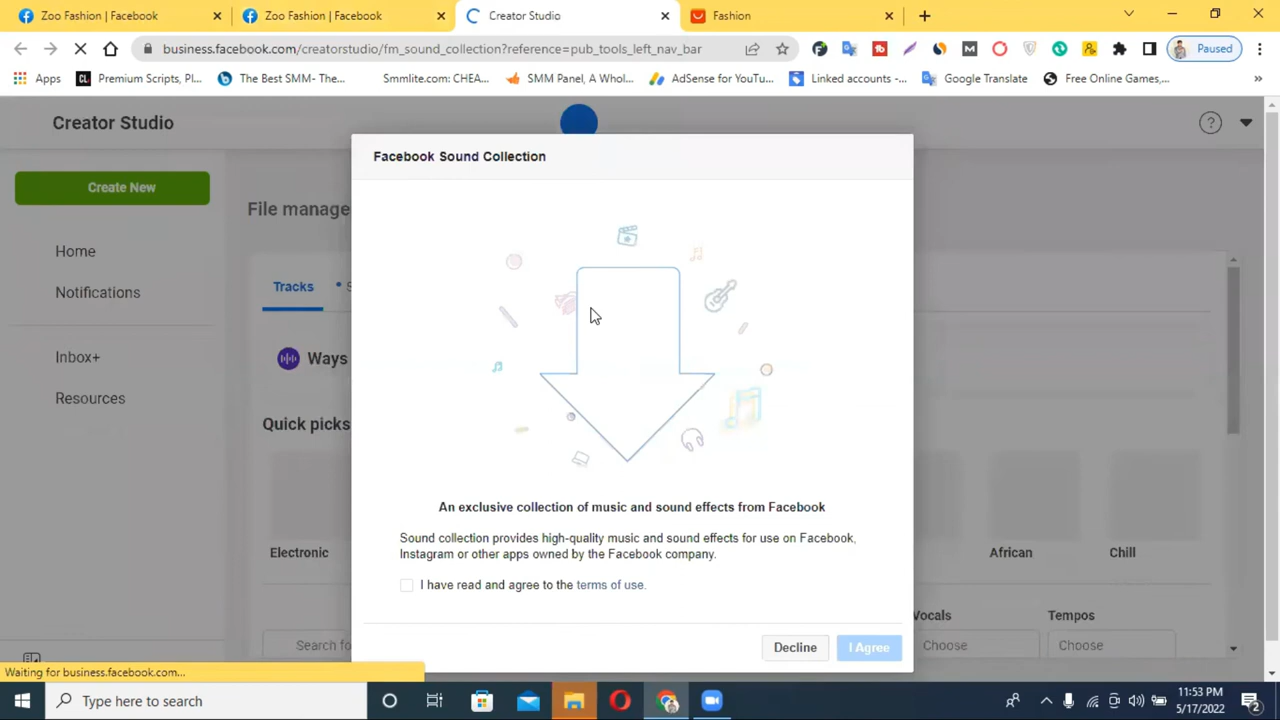 Zoo Fashion | Facebook
Zoo Fashion | Facebook
Creator Studio
Fashion
business.facebook.com/creatorstudio/fm_sound_collection?reference=pub_tools_left_nav_bar
Paused
Apps
Premium Scripts, Pl...
The Best SMM- The...
Smmlite.com: CHEA...
SMM Panel, A Whol...
AdSense for YouTu...
Linked accounts -...
Google Translate
Free Online Games,...
Creator Studio
Create New
Home
Notifications
Inbox+
Resources
File manage
Tracks
S
Ways
Quick picks
Electronic
African
Chill
Vocals
Tempos
Search fo
Choose
Choose
Facebook Sound Collection
An exclusive collection of music and sound effects from Facebook
Sound collection provides high-quality music and sound effects for use on Facebook,
Instagram or other apps owned by the Facebook company.
I have read and agree to the terms of use.
Decline
I Agree
Waiting for business.facebook.com...
Type here to search
11:53 PM
5/17/2022
2